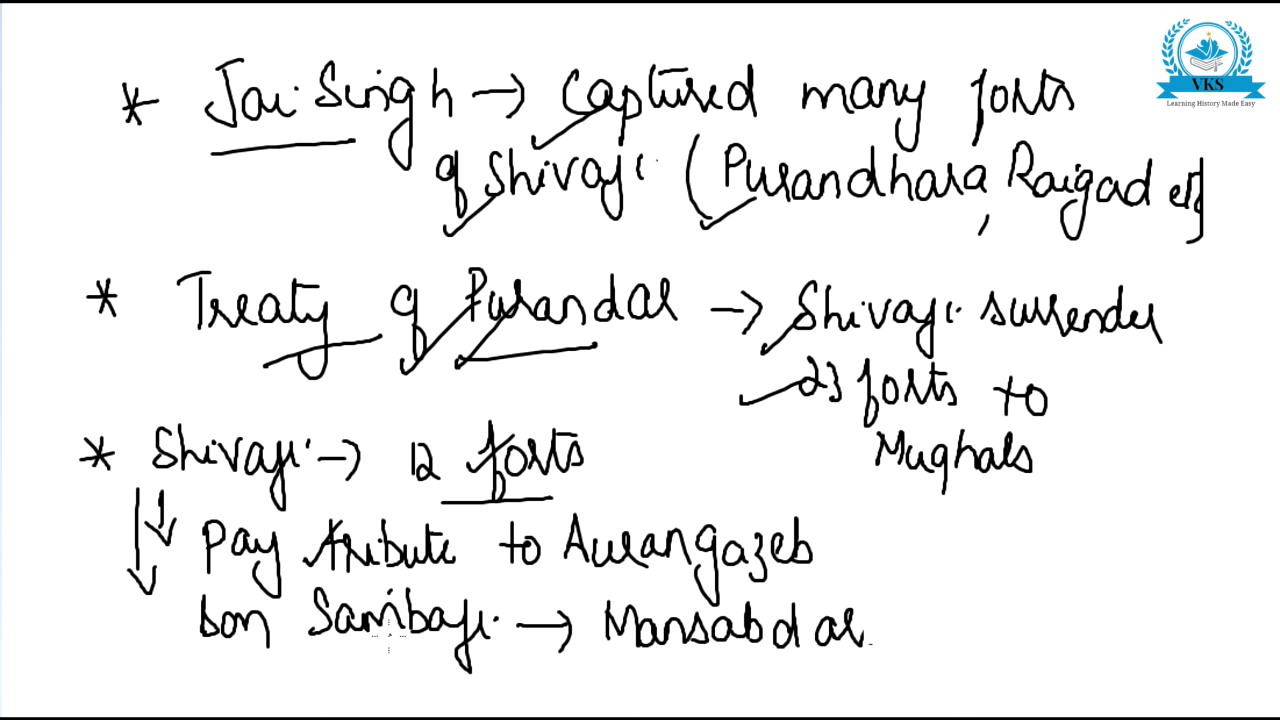 VKS
Learning History Made Easy
* Jai Singh → Captured many forts
of Shivaji (Purandhara, Raigad etc)
* Treaty of Purandar → Shivaji surrender
23 forts to
Mughals
* Shivaji → 12 forts
Pay tribute to Aurangazeb
son Sambaji → Mansabdar